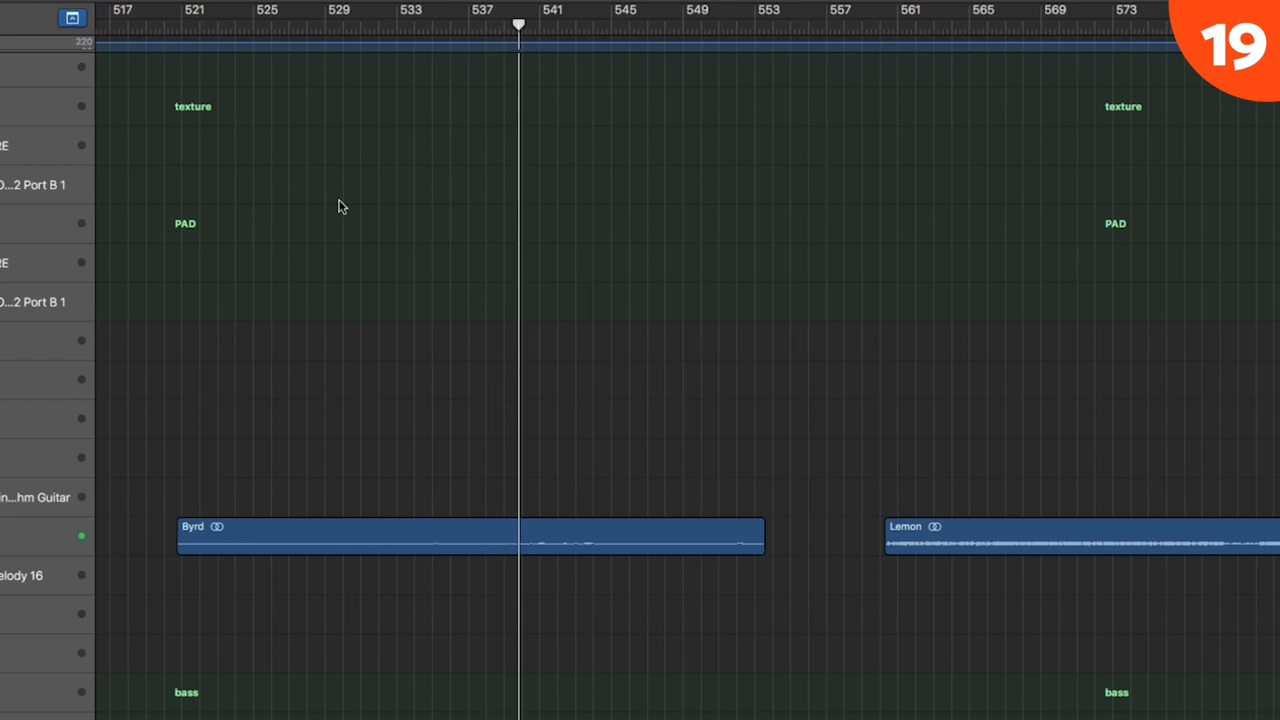 517 521 525 529 533 537 541 545 549 553 557 561 565 569 573
19
220
texture texture
RE
O...2 Port B 1
PAD PAD
RE
O...2 Port B 1
in...hm Guitar
Byrd Lemon
elody 16
bass bass